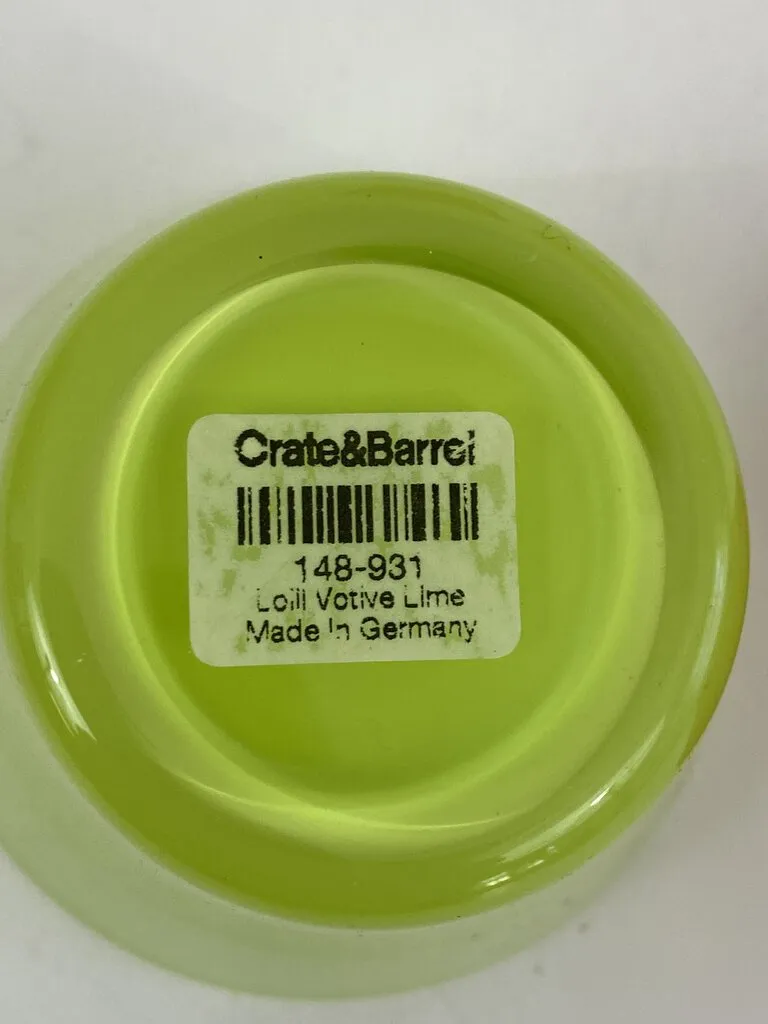 Crate&Barrel
148-931
Lolli Votive Lime
Made In Germany